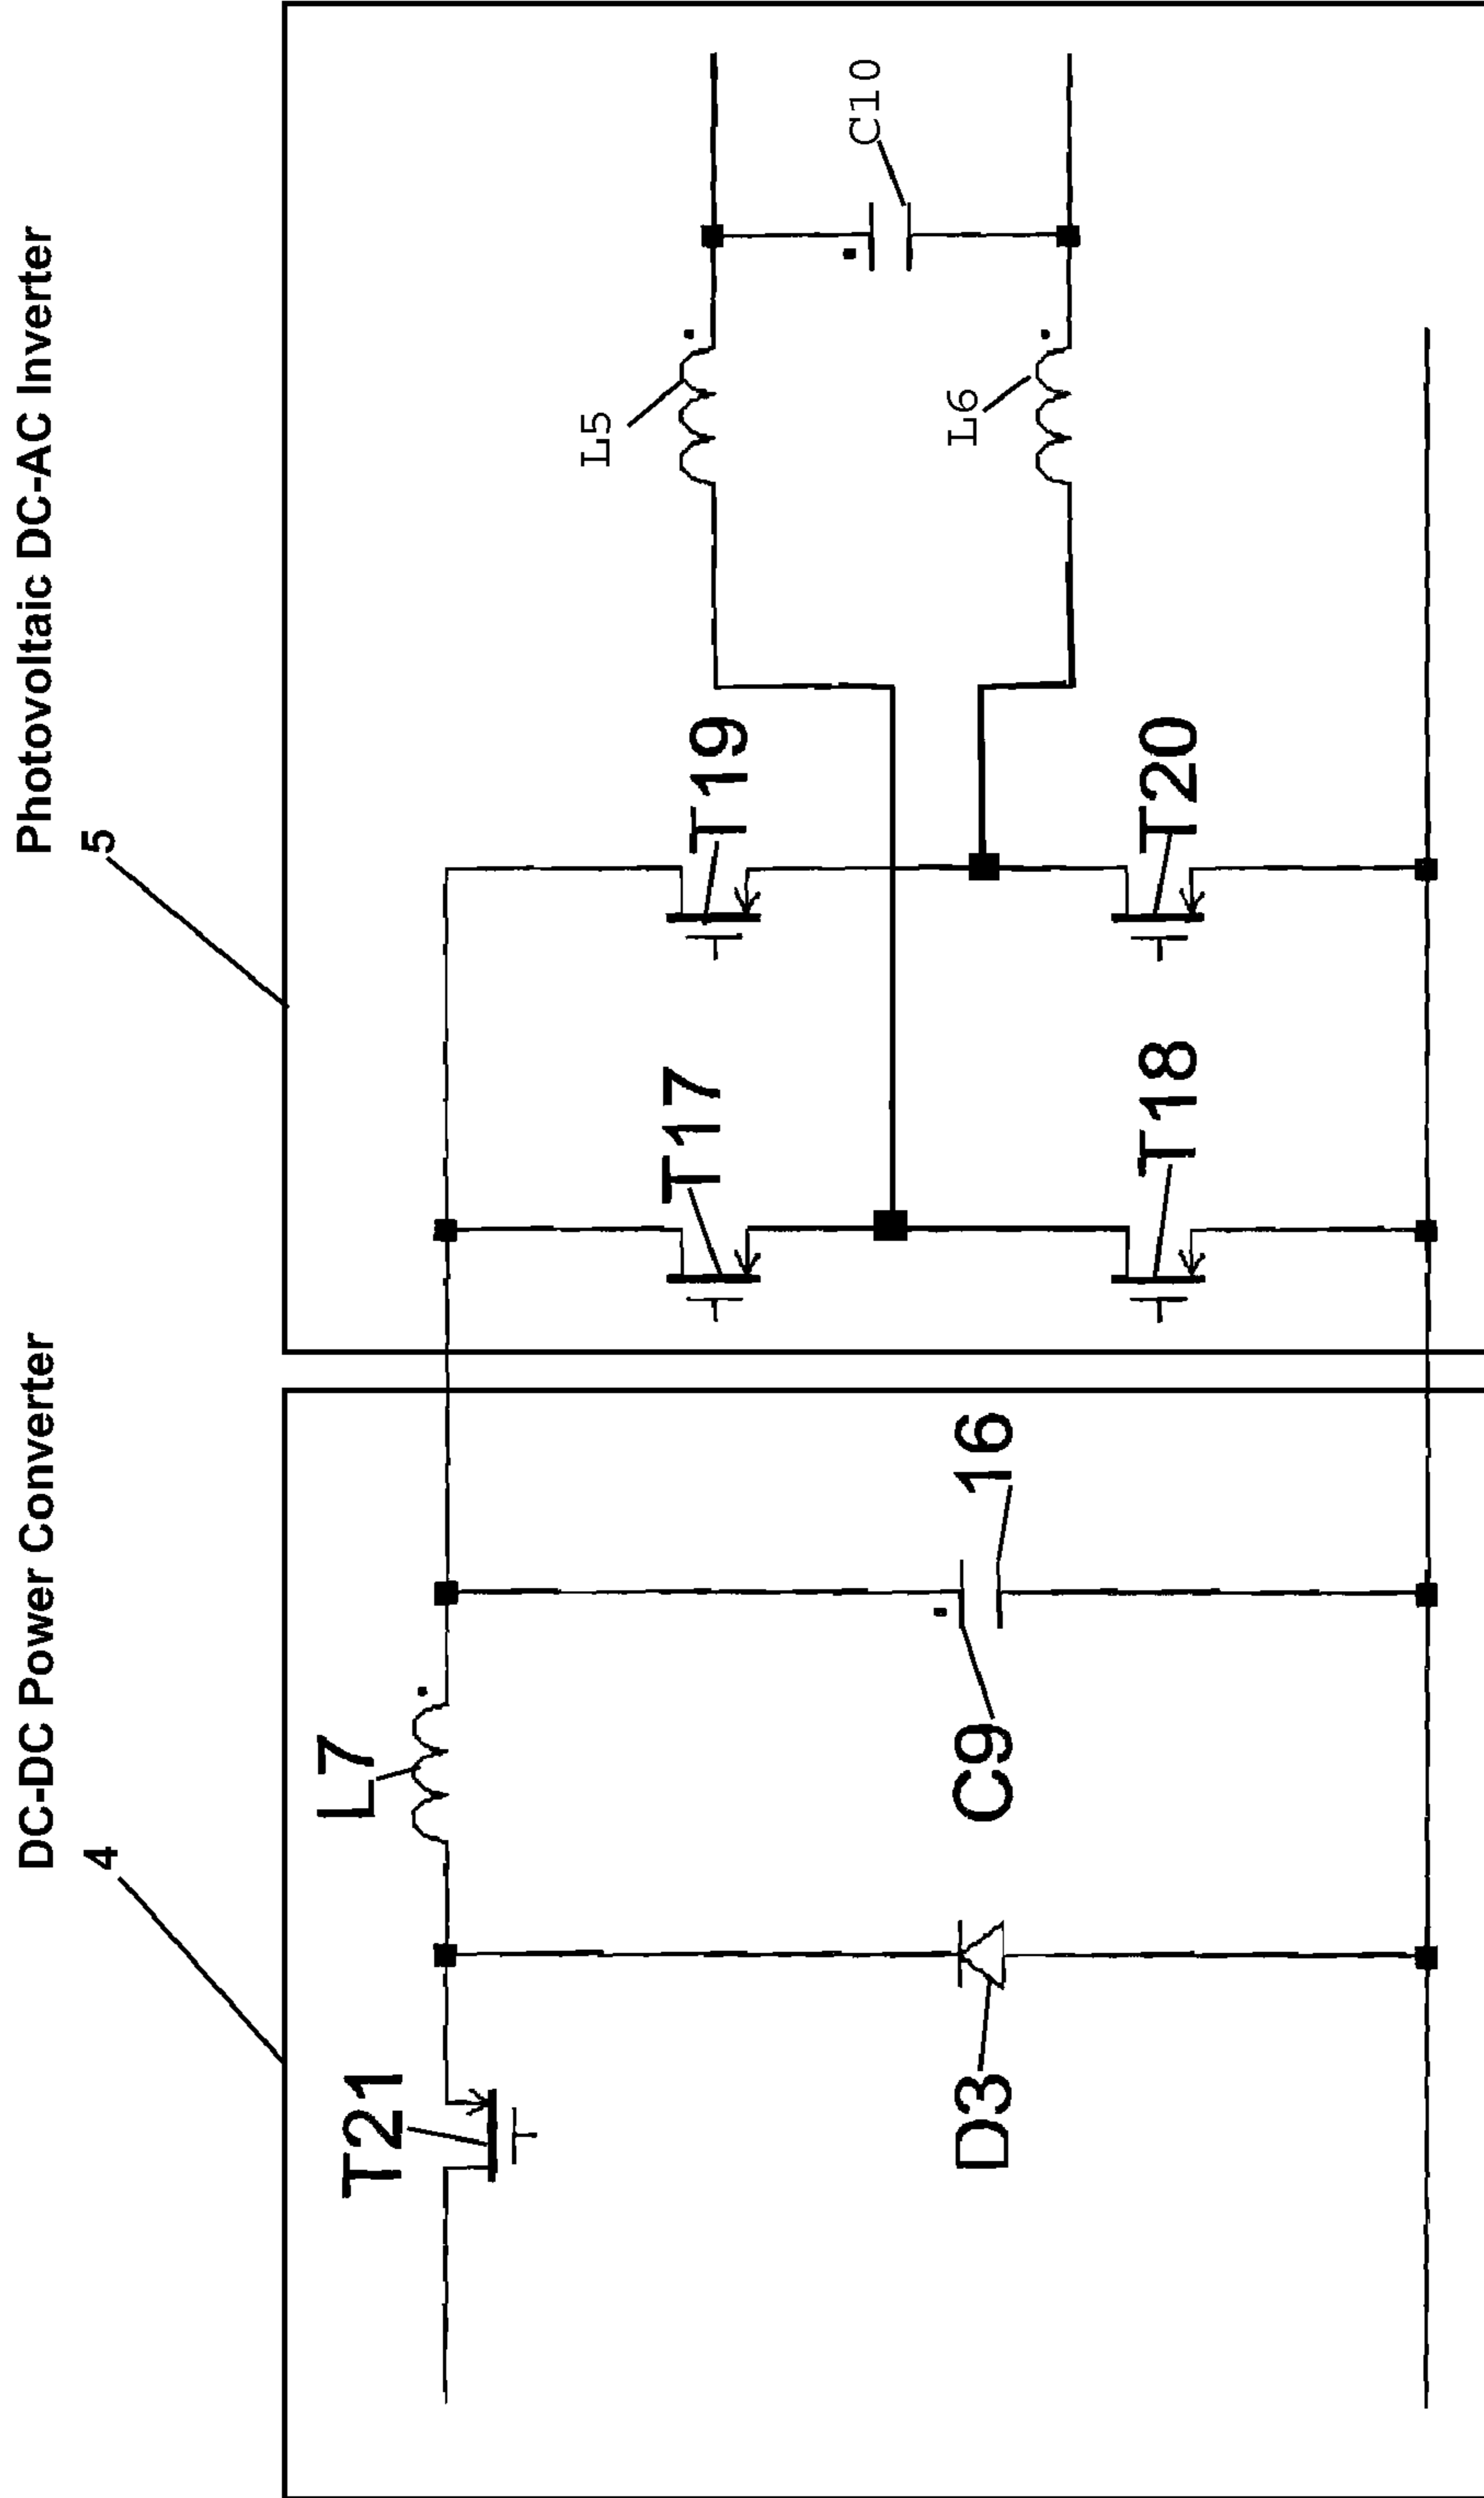 DC-DC Power Converter
Photovoltaic DC-AC Inverter
4
5
T21
L7
D3
C9
16
T17
T18
T19
T20
L5
L6
C10